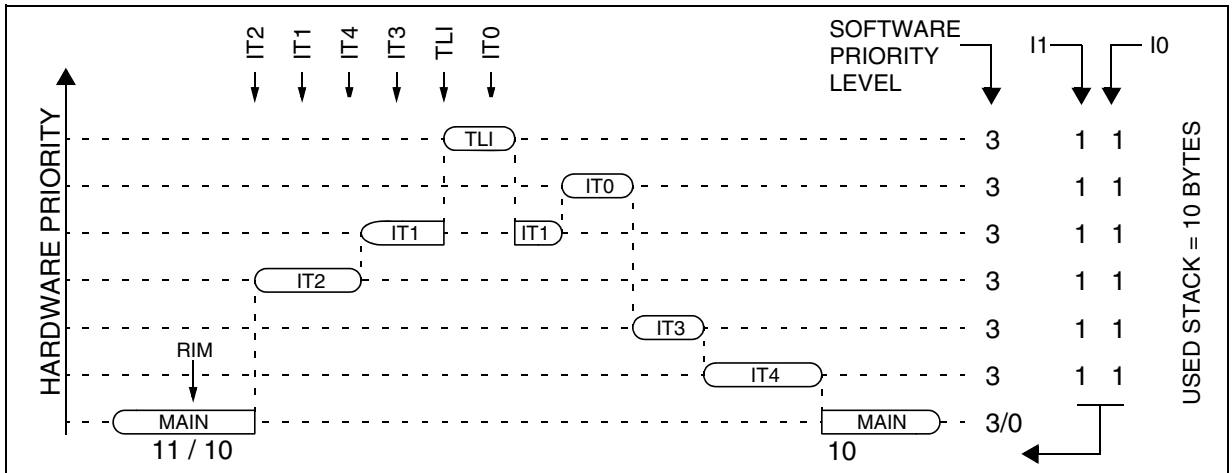 IT2
IT1
IT4
IT3
TLI
IT0
SOFTWARE
PRIORITY
LEVEL
I1
I0
HARDWARE PRIORITY
TLI
3
1 1
IT0
3
1 1
IT1
IT1
3
1 1
IT2
3
1 1
IT3
3
1 1
RIM
IT4
3
1 1
MAIN
MAIN
3/0
11 / 10
10
USED STACK = 10 BYTES